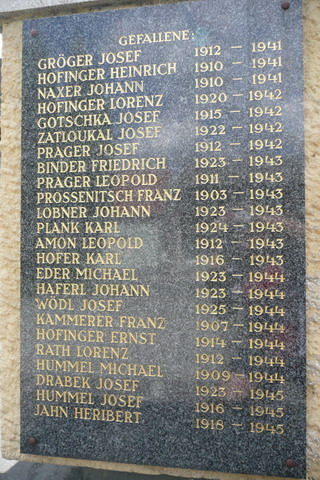 GEFALLENE:
GRÖGER JOSEF 1912 – 1941
HOFINGER HEINRICH 1910 – 1941
NAXER JOHANN 1910 – 1941
HOFINGER LORENZ 1920 – 1942
GOTSCHKA JOSEF 1915 – 1942
ZATLOUKAL JOSEF 1922 – 1942
PRAGER JOSEF 1912 – 1942
BINDER FRIEDRICH 1923 – 1943
PRAGER LEOPOLD 1911 – 1943
PROSSENITSCH FRANZ 1903 – 1943
LOBNER JOHANN 1923 – 1943
PLANK KARL 1924 – 1943
AMON LEOPOLD 1912 – 1943
HOFER KARL 1916 – 1943
EDER MICHAEL 1923 – 1944
HAFERL JOHANN 1923 – 1944
WÖDL JOSEF 1925 – 1944
KAMMERER FRANZ 1907 – 1944
HOFINGER ERNST 1914 – 1944
RATH LORENZ 1912 – 1944
HUMMEL MICHAEL 1909 – 1944
DRABEK JOSEF 1923 – 1945
HUMMEL JOSEF 1916 – 1945
JAHN HERIBERT 1918 – 1945